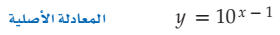 المعادلة الأصلية y = 10^{x − 1}